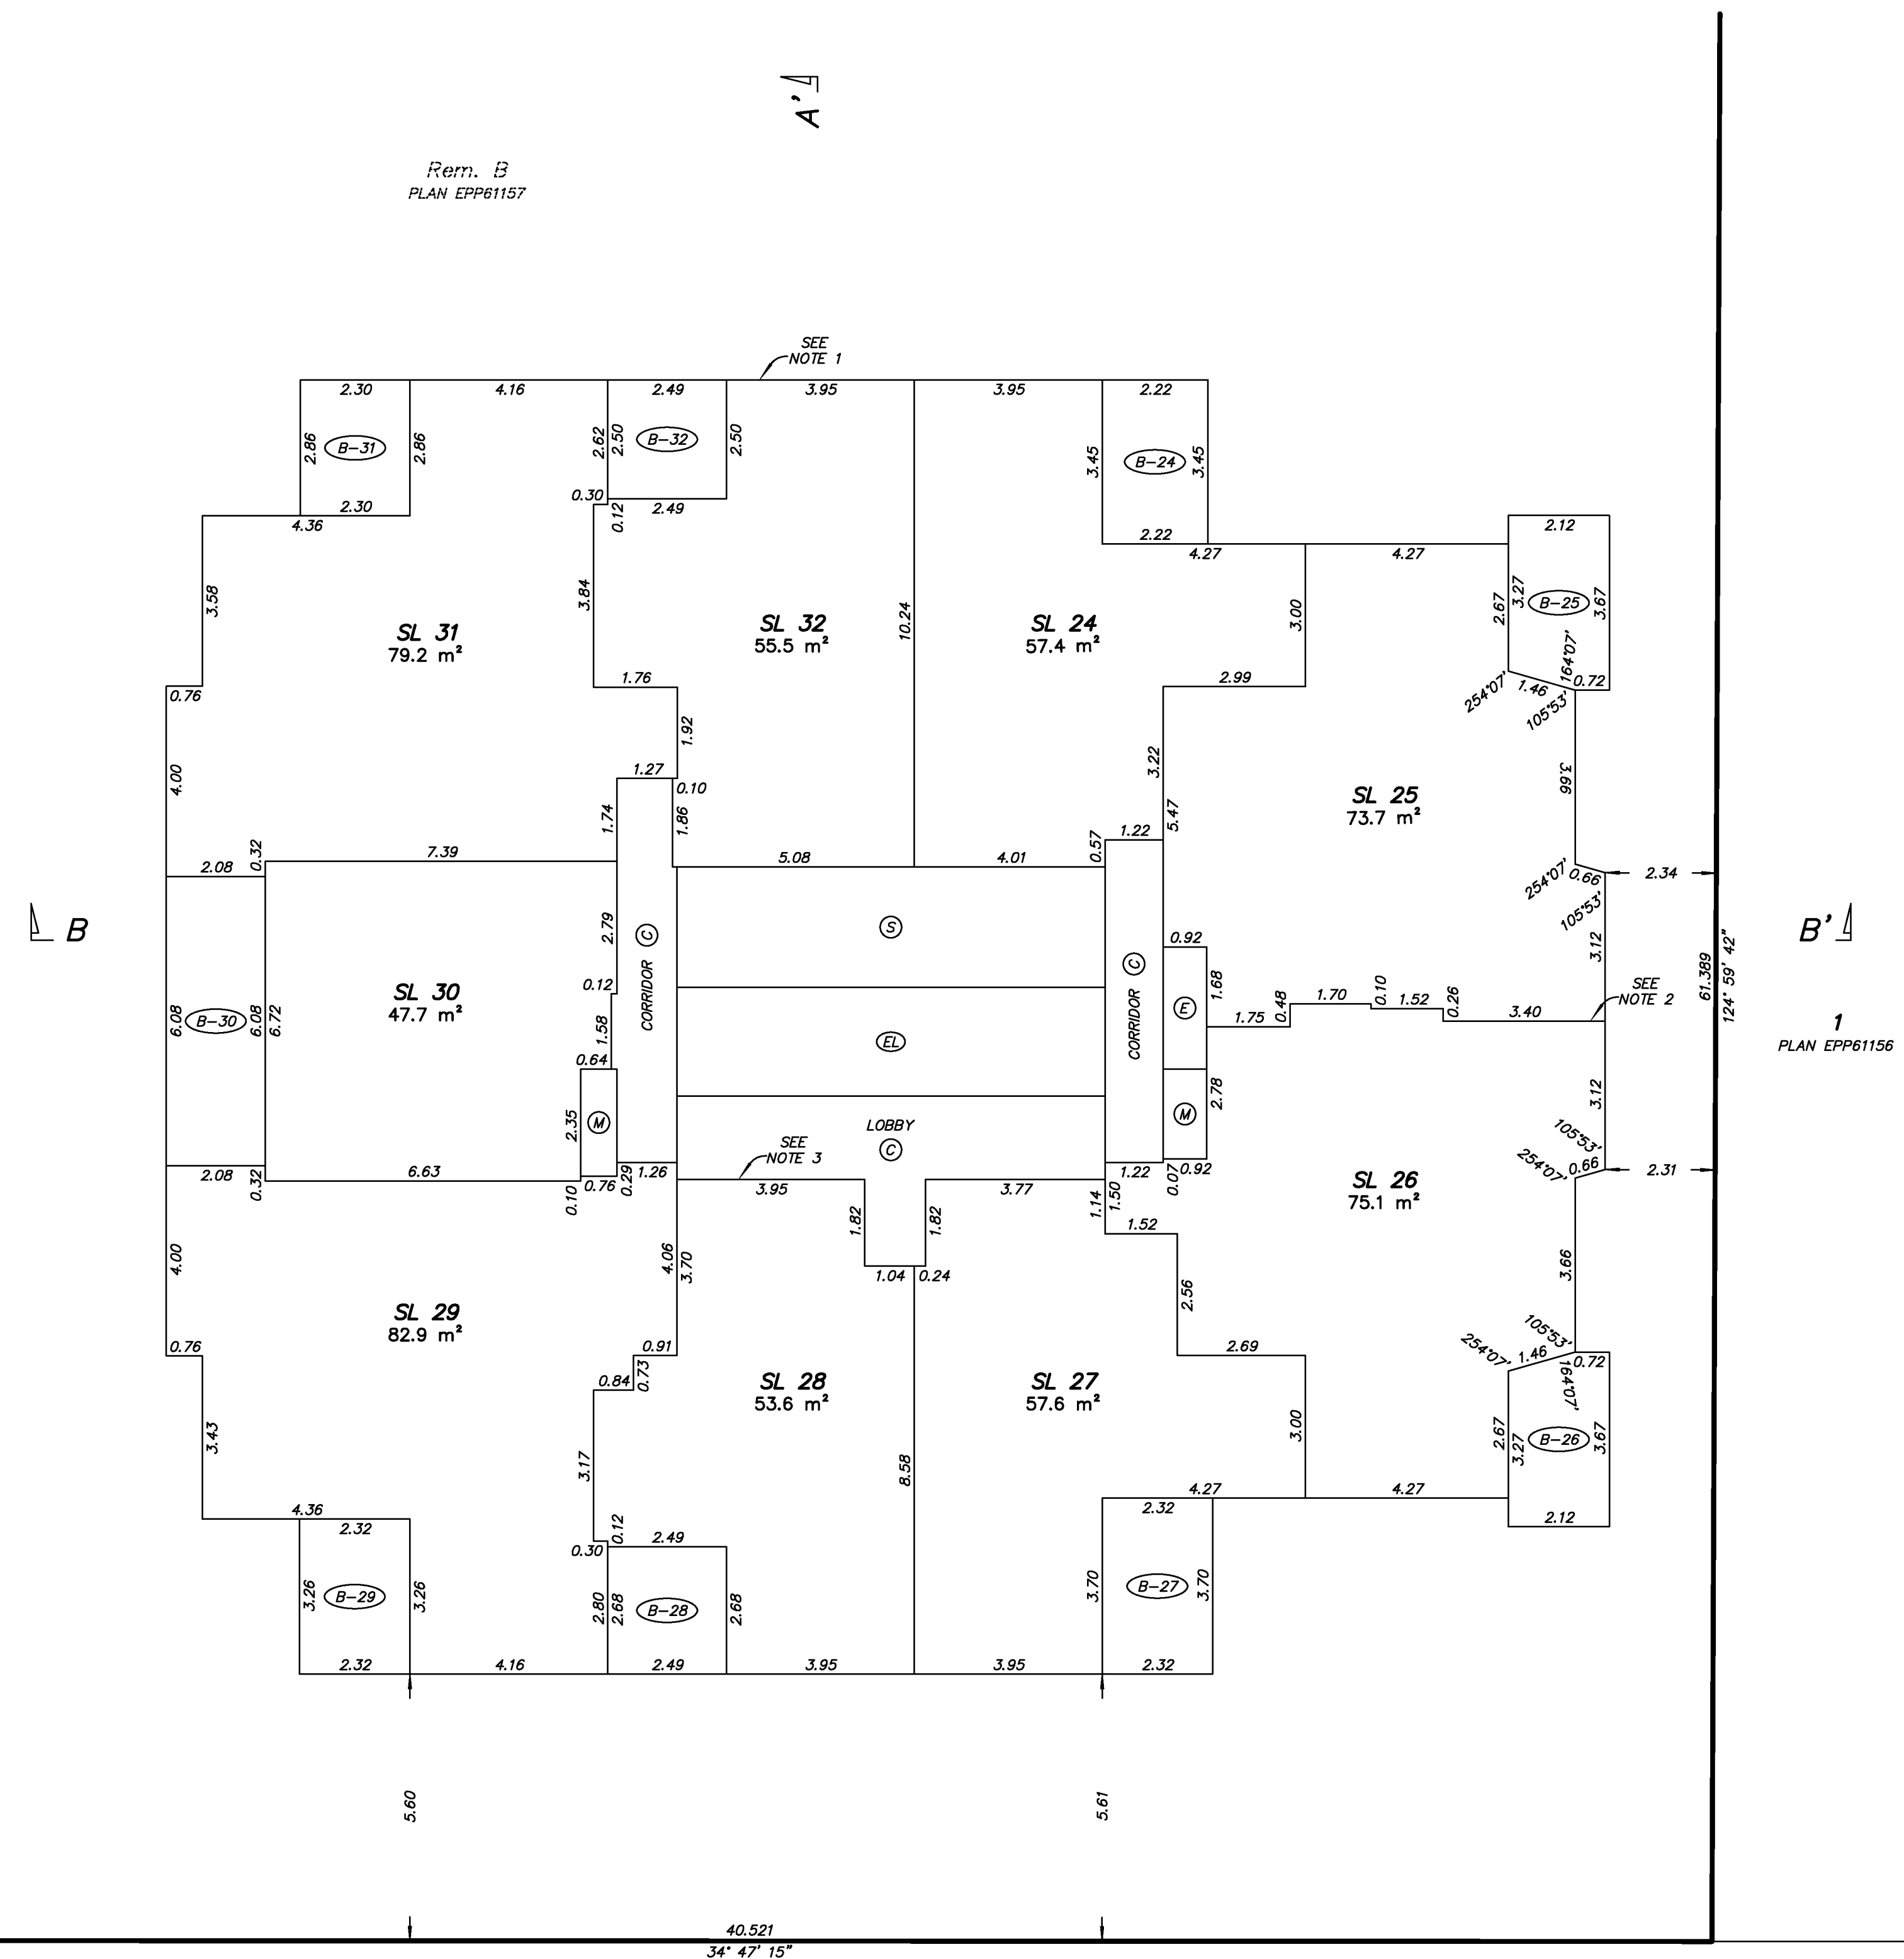 A'
Rem. B
PLAN EPP61157
SEE
NOTE 1
2.30
4.16
2.49
3.95
3.95
2.22
2.86
B-31
2.86
2.62
2.50
B-32
2.50
3.45
B-24
3.45
2.30
4.36
0.30
0.12
2.49
2.22
4.27
4.27
2.12
3.58
3.84
10.24
3.00
2.67
3.27
B-25
3.67
SL 31
79.2 m²
SL 32
55.5 m²
SL 24
57.4 m²
164°07'
0.76
1.76
2.99
254°07'
1.46
105°53'
0.72
4.00
1.92
3.22
3.66
1.27
0.10
1.74
1.86
5.47
SL 25
73.7 m²
2.08
0.32
7.39
5.08
4.01
0.57
1.22
254°07'
0.66
105°53'
2.34
B
2.79
CORRIDOR
C
S
C
CORRIDOR
0.92
1.68
3.12
B'
61.389
124° 59' 42"
6.08
B-30
6.08
6.72
SL 30
47.7 m²
0.12
1.58
0.64
EL
E
1.75
0.48
1.70
0.10
1.52
0.26
3.40
SEE
NOTE 2
1
PLAN EPP61156
2.35
M
LOBBY
C
SEE
NOTE 3
M
2.78
3.12
105°53'
2.08
0.32
6.63
0.10
0.76
0.29
1.26
3.95
3.77
1.22
0.07
0.92
254°07'
0.66
2.31
4.00
4.06
3.70
1.82
1.82
1.14
1.50
1.52
SL 26
75.1 m²
1.04
0.24
2.56
3.66
SL 29
82.9 m²
0.76
0.91
0.73
0.84
2.69
105°53'
254°07'
1.46
0.72
164°07'
SL 28
53.6 m²
SL 27
57.6 m²
3.43
3.17
8.58
3.00
2.67
3.27
B-26
3.67
4.36
2.32
0.12
0.30
2.49
4.27
2.32
4.27
2.12
3.26
B-29
3.26
2.80
2.68
B-28
2.68
3.70
B-27
3.70
2.32
4.16
2.49
3.95
3.95
2.32
5.60
5.61
40.521
34° 47' 15"